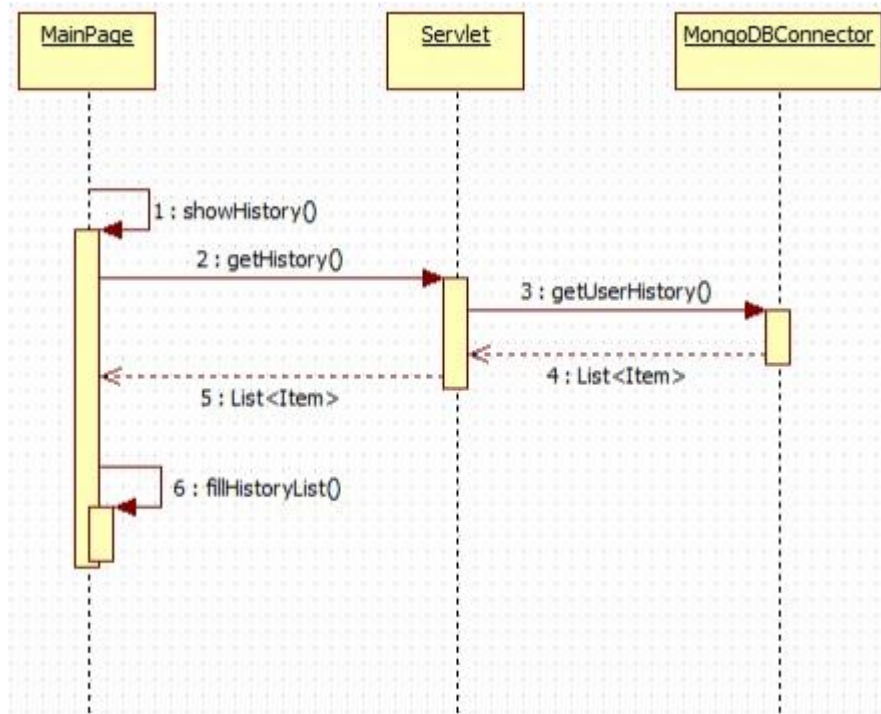 MainPage
Servlet
MongoDBConnector
1 : showHistory()
2 : getHistory()
3 : getUserHistory()
4 : List<Item>
5 : List<Item>
6 : fillHistoryList()